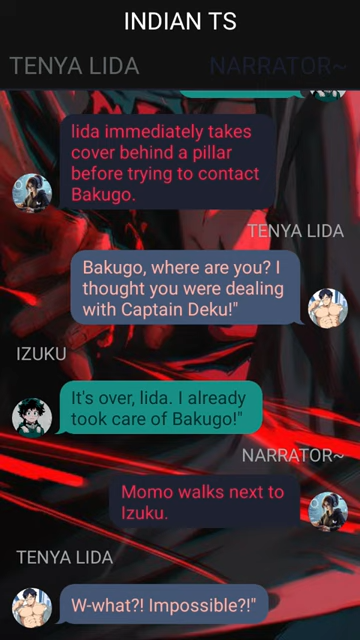 INDIAN TS
TENYA LIDA
NARRATOR~
Iida immediately takes
cover behind a pillar
before trying to contact
Bakugo.
TENYA LIDA
Bakugo, where are you? I
thought you were dealing
with Captain Deku!"
IZUKU
It's over, Iida. I already
took care of Bakugo!"
NARRATOR~
Momo walks next to
Izuku.
TENYA LIDA
W-what?! Impossible?!"